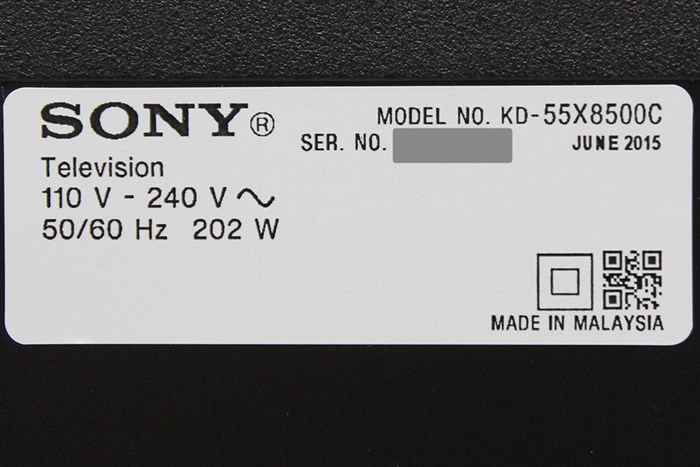 SONY®
MODEL NO. KD-55X8500C
SER. NO.
JUNE 2015
Television
110 V - 240 V ~
50/60 Hz 202 W
MADE IN MALAYSIA